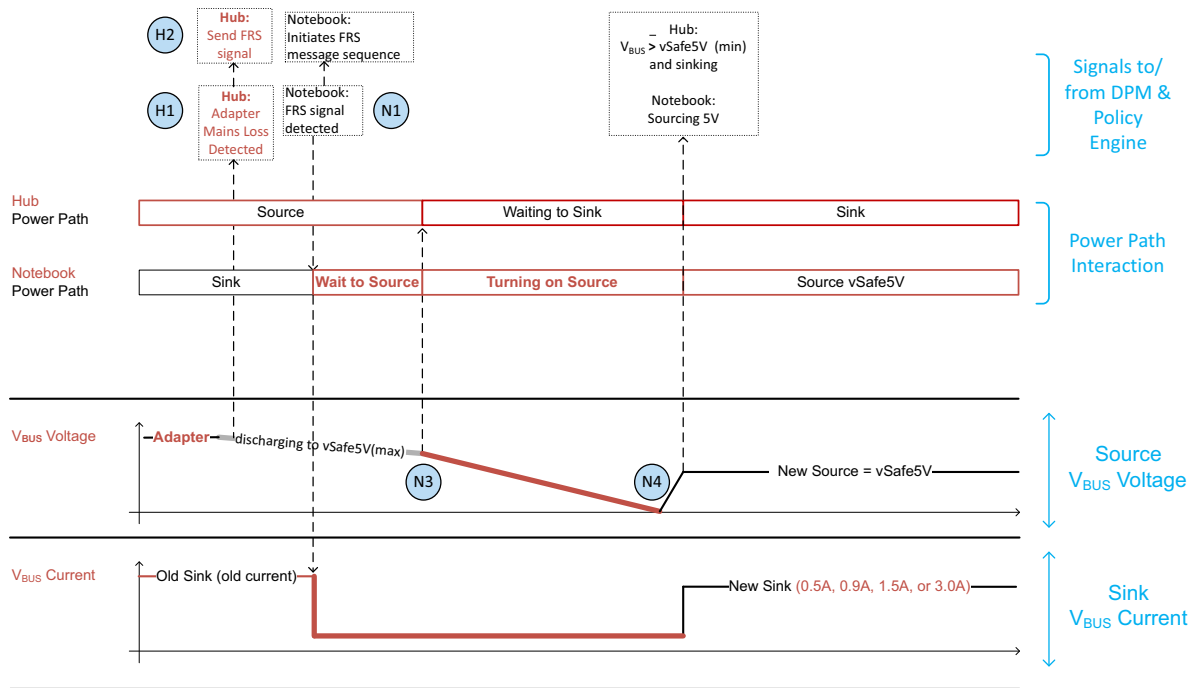 H2
Hub:
Send FRS
signal
Notebook:
Initiates FRS
message sequence
H1
Hub:
Adapter
Mains Loss
Detected
Notebook:
FRS signal
detected
N1
_ Hub:
VBUS > vSafe5V (min)
and sinking
Notebook:
Sourcing 5V
Signals to/
from DPM &
Policy
Engine
Hub
Power Path
Source
Waiting to Sink
Sink
Notebook
Power Path
Sink
Wait to Source
Turning on Source
Source vSafe5V
Power Path
Interaction
VBUS Voltage
Adapter
discharging to vSafe5V(max)
N3
N4
New Source = vSafe5V
Source
VBUS Voltage
VBUS Current
Old Sink (old current)
New Sink (0.5A, 0.9A, 1.5A, or 3.0A)
Sink
VBUS Current